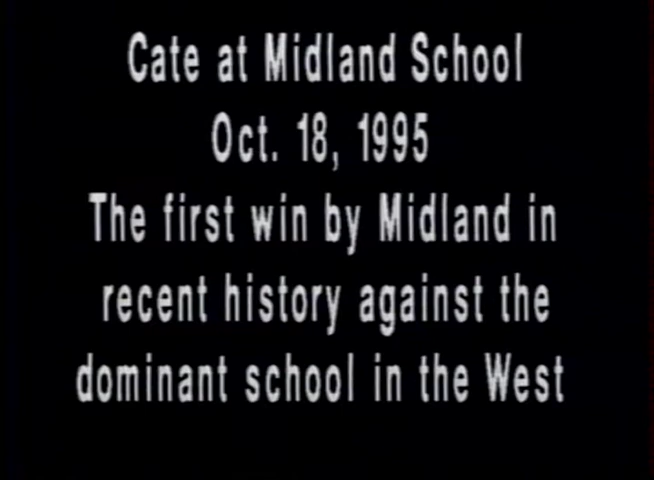 Cate at Midland School
Oct. 18, 1995
The first win by Midland in
recent history against the
dominant school in the West